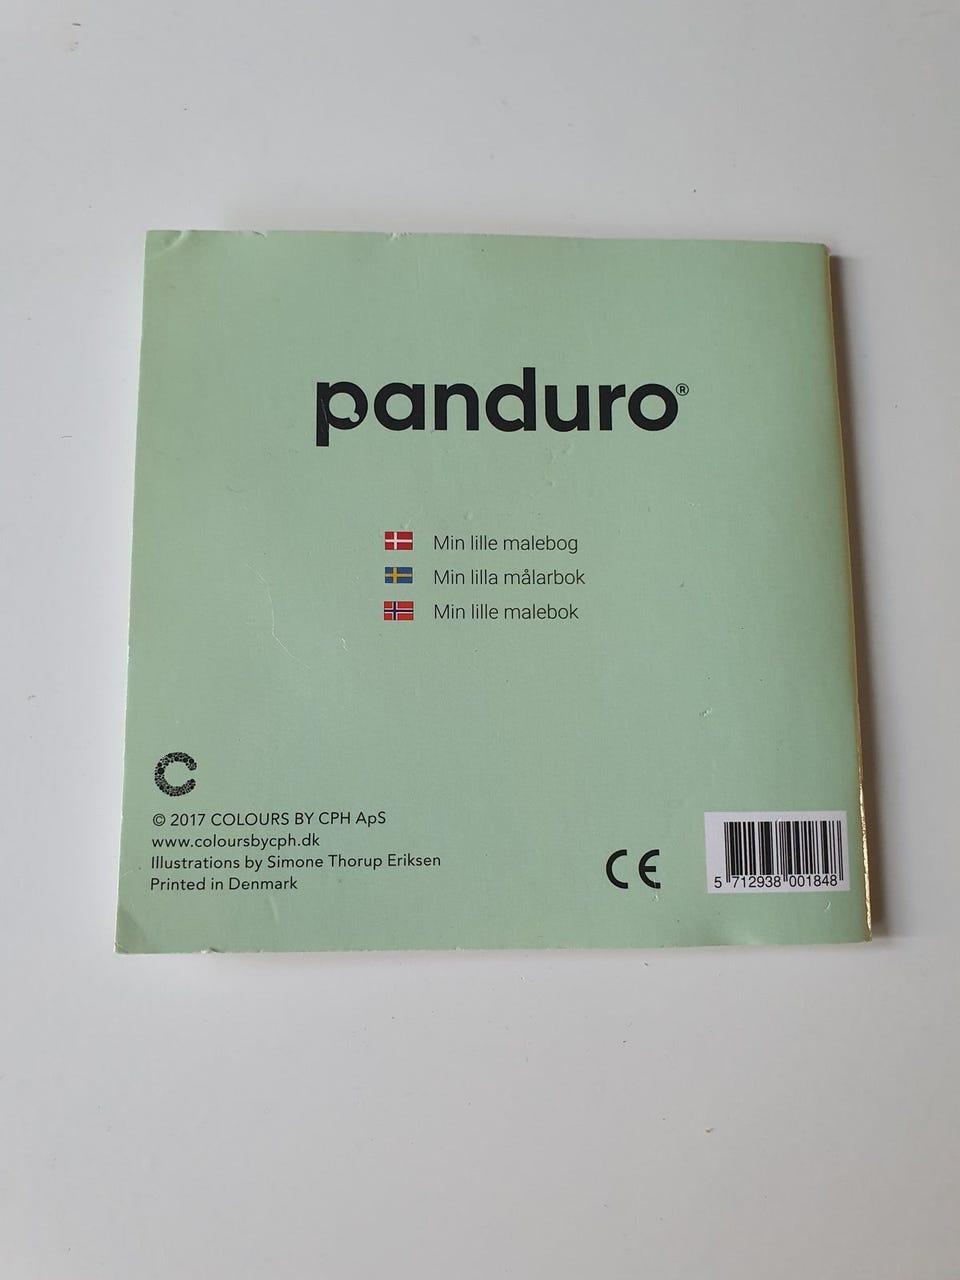 panduro®
Min lille malebog
Min lilla målarbok
Min lille malebok
© 2017 COLOURS BY CPH ApS
www.coloursbycph.dk
Illustrations by Simone Thorup Eriksen
Printed in Denmark
CE
5 712938 001848